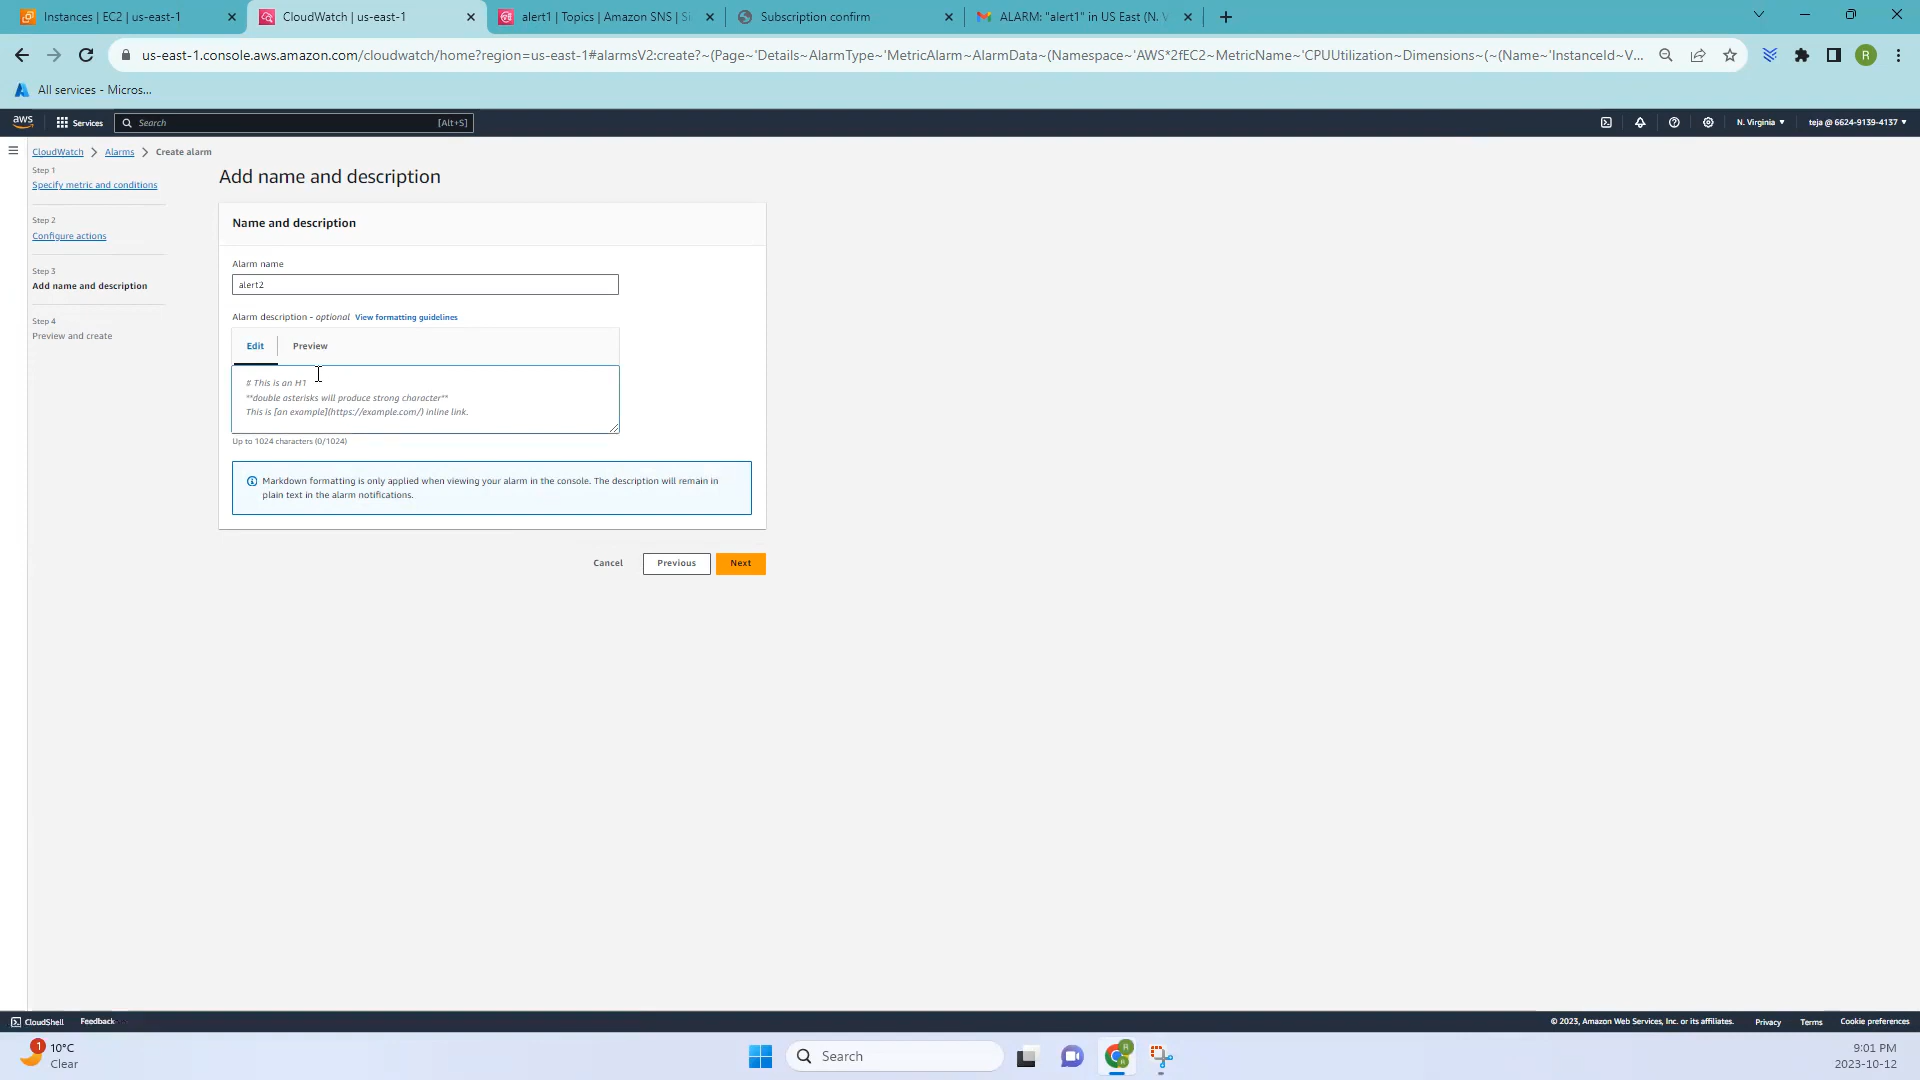 Instances | EC2 | us-east-1
CloudWatch | us-east-1
alert1 | Topics | Amazon SNS | Si
Subscription confirm
ALARM: "alert1" in US East (N. V
us-east-1.console.aws.amazon.com/cloudwatch/home?region=us-east-1#alarmsV2:create?~(Page~'Details~AlarmType~'MetricAlarm~AlarmData~(Namespace~'AWS*2fEC2~MetricName~'CPUUtilization~Dimensions~(~(Name~'InstanceId~V...
R
All services - Micros...
aws
Services
Search
[Alt+S]
N. Virginia
teja @ 6624-9139-4137
CloudWatch
Alarms
Create alarm
Step 1
Specify metric and conditions
Step 2
Configure actions
Step 3
Add name and description
Step 4
Preview and create
Add name and description
Name and description
Alarm name
alert2
Alarm description - optional View formatting guidelines
Edit
Preview
# This is an H1
**double asterisks will produce strong character**
This is [an example](https://example.com/) inline link.
Up to 1024 characters (0/1024)
Markdown formatting is only applied when viewing your alarm in the console. The description will remain in
plain text in the alarm notifications.
Cancel
Previous
Next
CloudShell
Feedback
© 2023, Amazon Web Services, Inc. or its affiliates.
Privacy
Terms
Cookie preferences
1
10°C
Clear
Search
R
9:01 PM
2023-10-12